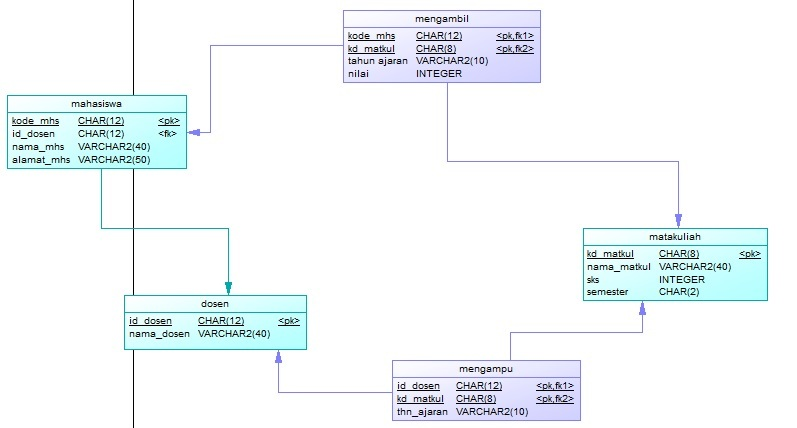 mengambil
kode_mhs CHAR(12) <pk,fk1>
kd_matkul CHAR(8) <pk,fk2>
tahun ajaran VARCHAR2(10)
nilai INTEGER
mahasiswa
kode_mhs CHAR(12) <pk>
id_dosen CHAR(12) <fk>
nama_mhs VARCHAR2(40)
alamat_mhs VARCHAR2(50)
matakuliah
kd_matkul CHAR(8) <pk>
nama_matkul VARCHAR2(40)
sks INTEGER
semester CHAR(2)
dosen
id_dosen CHAR(12) <pk>
nama_dosen VARCHAR2(40)
mengampu
id_dosen CHAR(12) <pk,fk1>
kd_matkul CHAR(8) <pk,fk2>
thn_ajaran VARCHAR2(10)